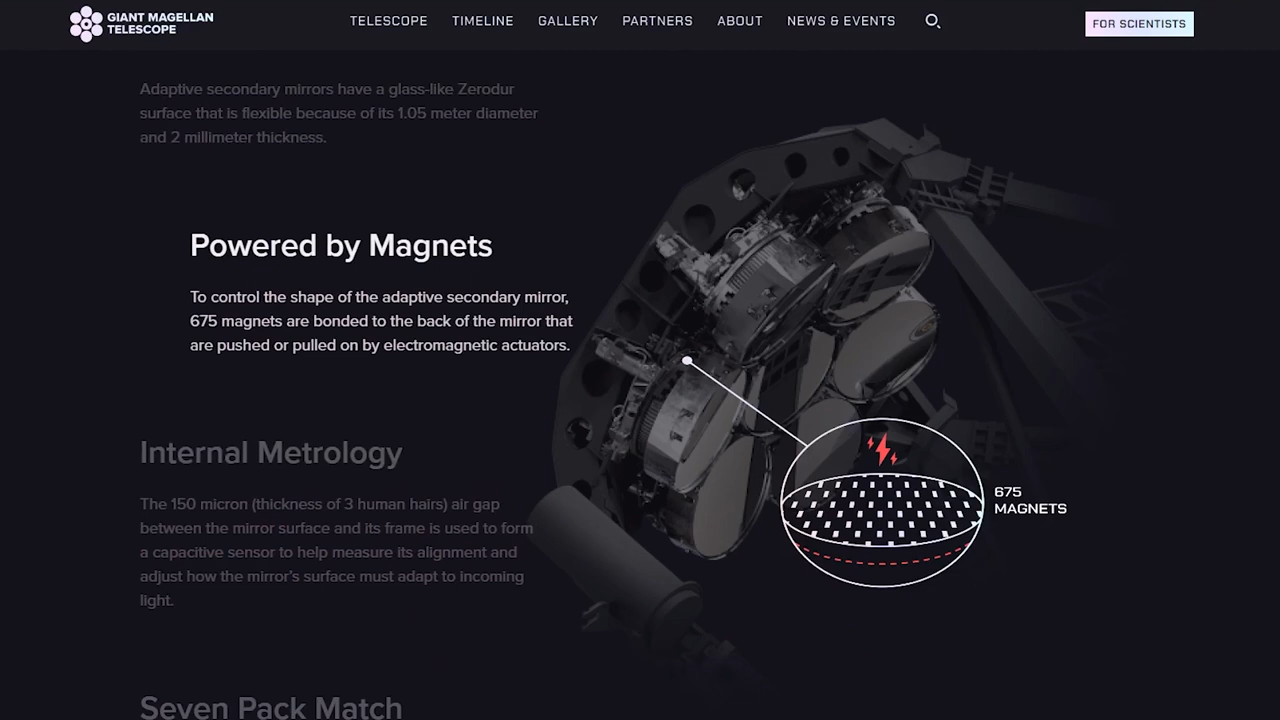 GIANT MAGELLAN
TELESCOPE
TELESCOPE TIMELINE GALLERY PARTNERS ABOUT NEWS & EVENTS
FOR SCIENTISTS
Adaptive secondary mirrors have a glass-like Zerodur
surface that is flexible because of its 1.05 meter diameter
and 2 millimeter thickness.
Powered by Magnets
To control the shape of the adaptive secondary mirror,
675 magnets are bonded to the back of the mirror that
are pushed or pulled on by electromagnetic actuators.
Internal Metrology
The 150 micron (thickness of 3 human hairs) air gap
between the mirror surface and its frame is used to form
a capacitive sensor to help measure its alignment and
adjust how the mirror's surface must adapt to incoming
light.
675
MAGNETS
Seven Pack Match